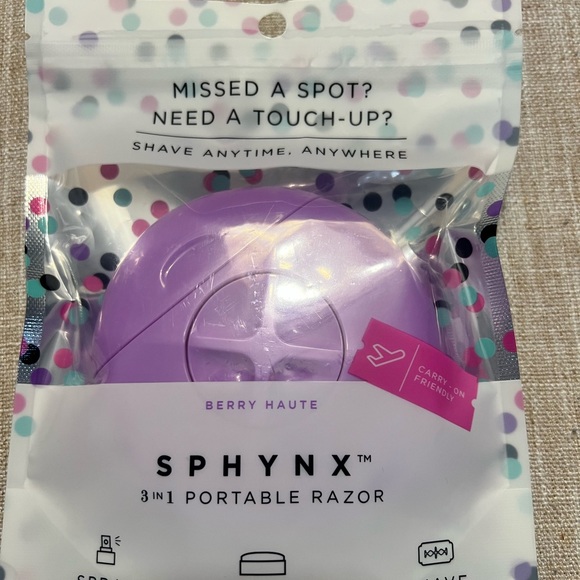 MISSED A SPOT?
NEED A TOUCH-UP?
SHAVE ANYTIME, ANYWHERE
CARRY-ON
FRIENDLY
BERRY HAUTE
SPHYNX™
3 IN 1 PORTABLE RAZOR